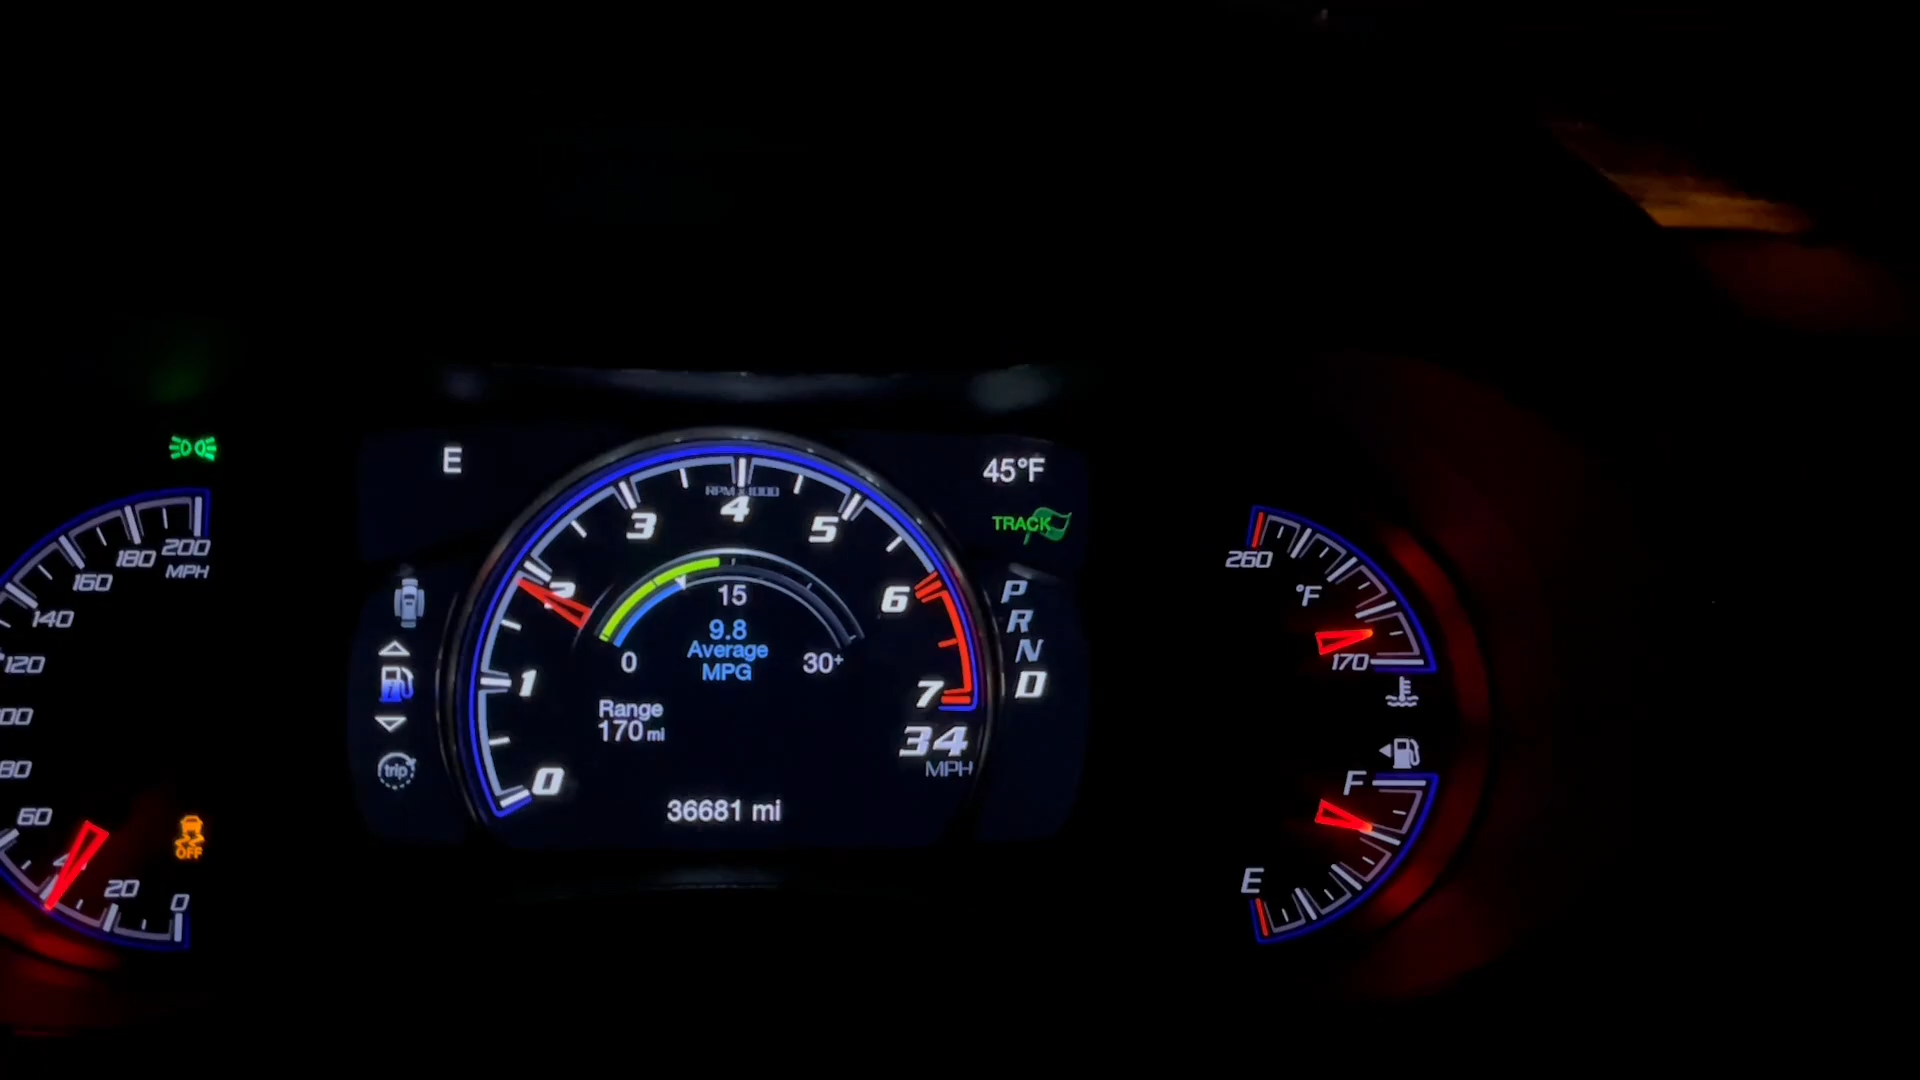 E
45°F
TRACK
200
MPH
180
160
140
120
80
60
20
0
OFF
trip
RPM X1000
0
1
2
3
4
5
6
7
15
0
30+
9.8
Average
MPG
Range
170 mi
34
MPH
36681 mi
P
R
N
D
260
°F
170
F
E